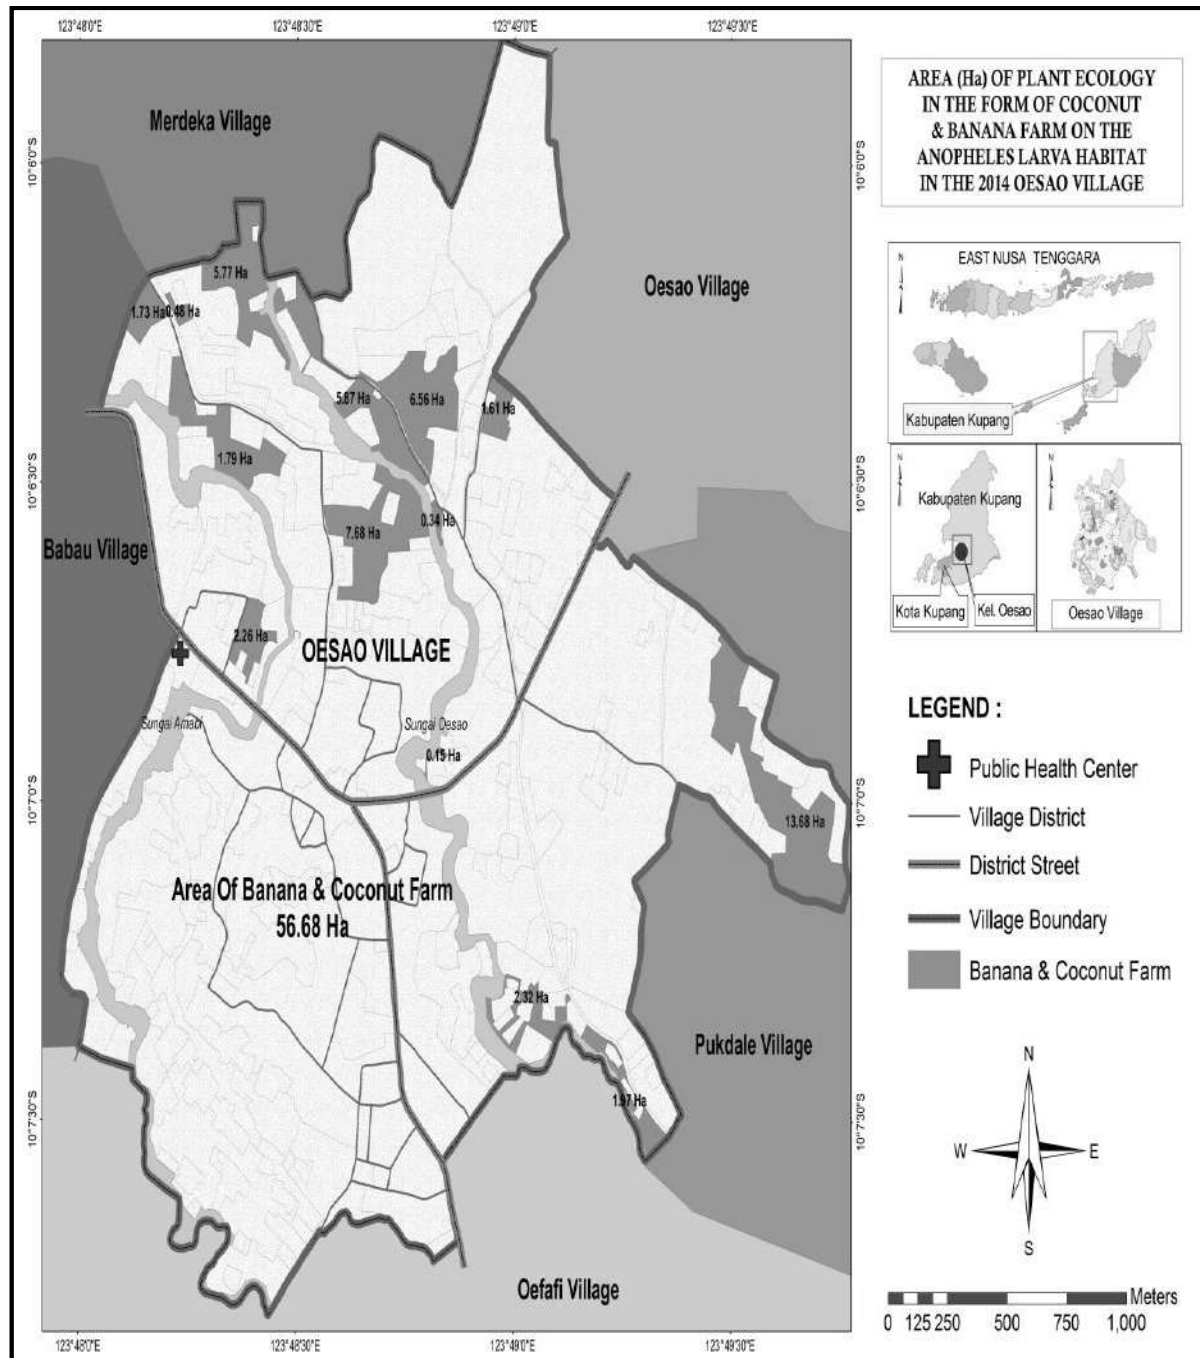 123°48'0"E 123°48'30"E 123°49'0"E 123°49'30"E
10°6'0"S
10°6'30"S
10°7'0"S
10°7'30"S
Merdeka Village
Oesao Village
Babau Village
Pukdale Village
Oefafi Village
5.77 Ha
1.73 Ha
0.48 Ha
5.87 Ha
6.56 Ha
1.61 Ha
1.79 Ha
7.68 Ha
0.34 Ha
2.26 Ha
OESAO VILLAGE
Sungai Amabi
Sungai Oesao
0.15 Ha
13.68 Ha
Area Of Banana & Coconut Farm
56.68 Ha
2.32 Ha
1.97 Ha
10°6'0"S
10°6'30"S
10°7'0"S
10°7'30"S
123°48'0"E 123°48'30"E 123°49'0"E 123°49'30"E
AREA (Ha) OF PLANT ECOLOGY
IN THE FORM OF COCONUT
& BANANA FARM ON THE
ANOPHELES LARVA HABITAT
IN THE 2014 OESAO VILLAGE
N
EAST NUSA TENGGARA
Kabupaten Kupang
N
Kabupaten Kupang
Kota Kupang
Kel. Oesao
N
Oesao Village
LEGEND :
Public Health Center
Village District
District Street
Village Boundary
Banana & Coconut Farm
N
W E
S
Meters
0 125 250 500 750 1,000